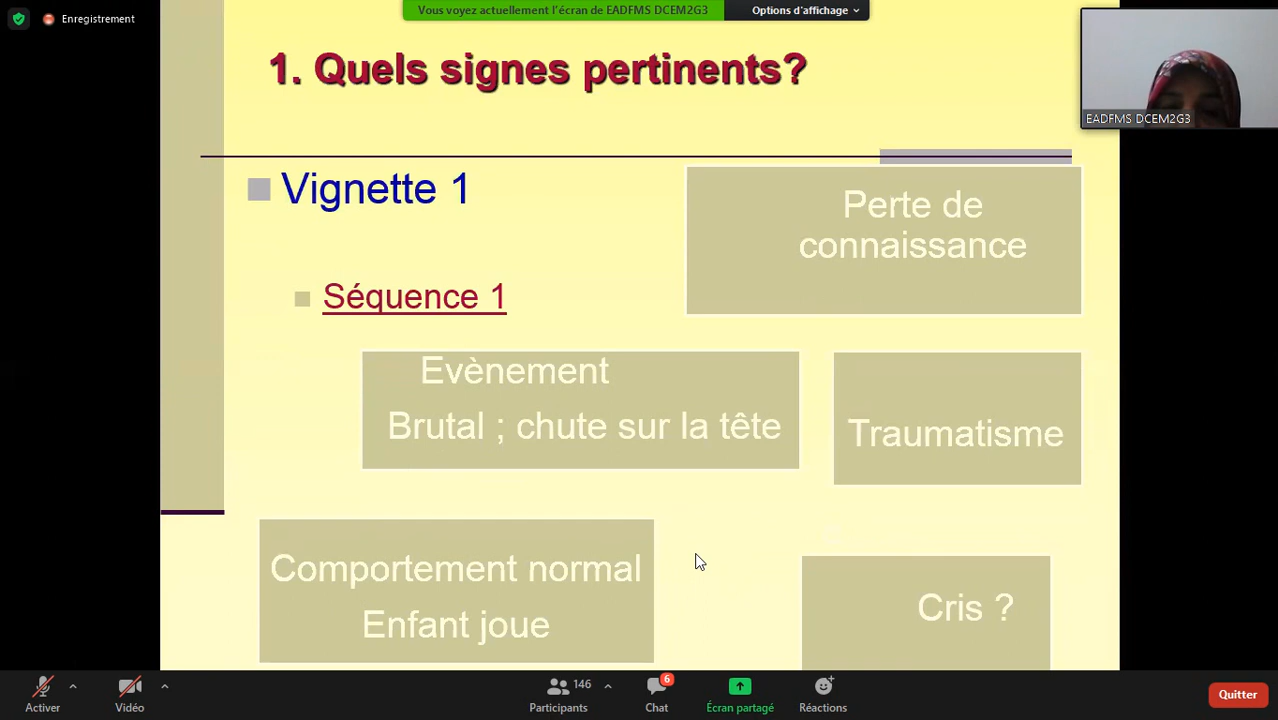 Enregistrement
Vous voyez actuellement l'écran de EADFMS DCEM2G3
Options d'affichage
1. Quels signes pertinents?
EADFMS DCEM2G3
Vignette 1
Perte de
connaissance
Séquence 1
Evènement
Brutal ; chute sur la tête
Traumatisme
Comportement normal
Enfant joue
Cris ?
Activer
Vidéo
146
Participants
6
Chat
Écran partagé
Réactions
Quitter